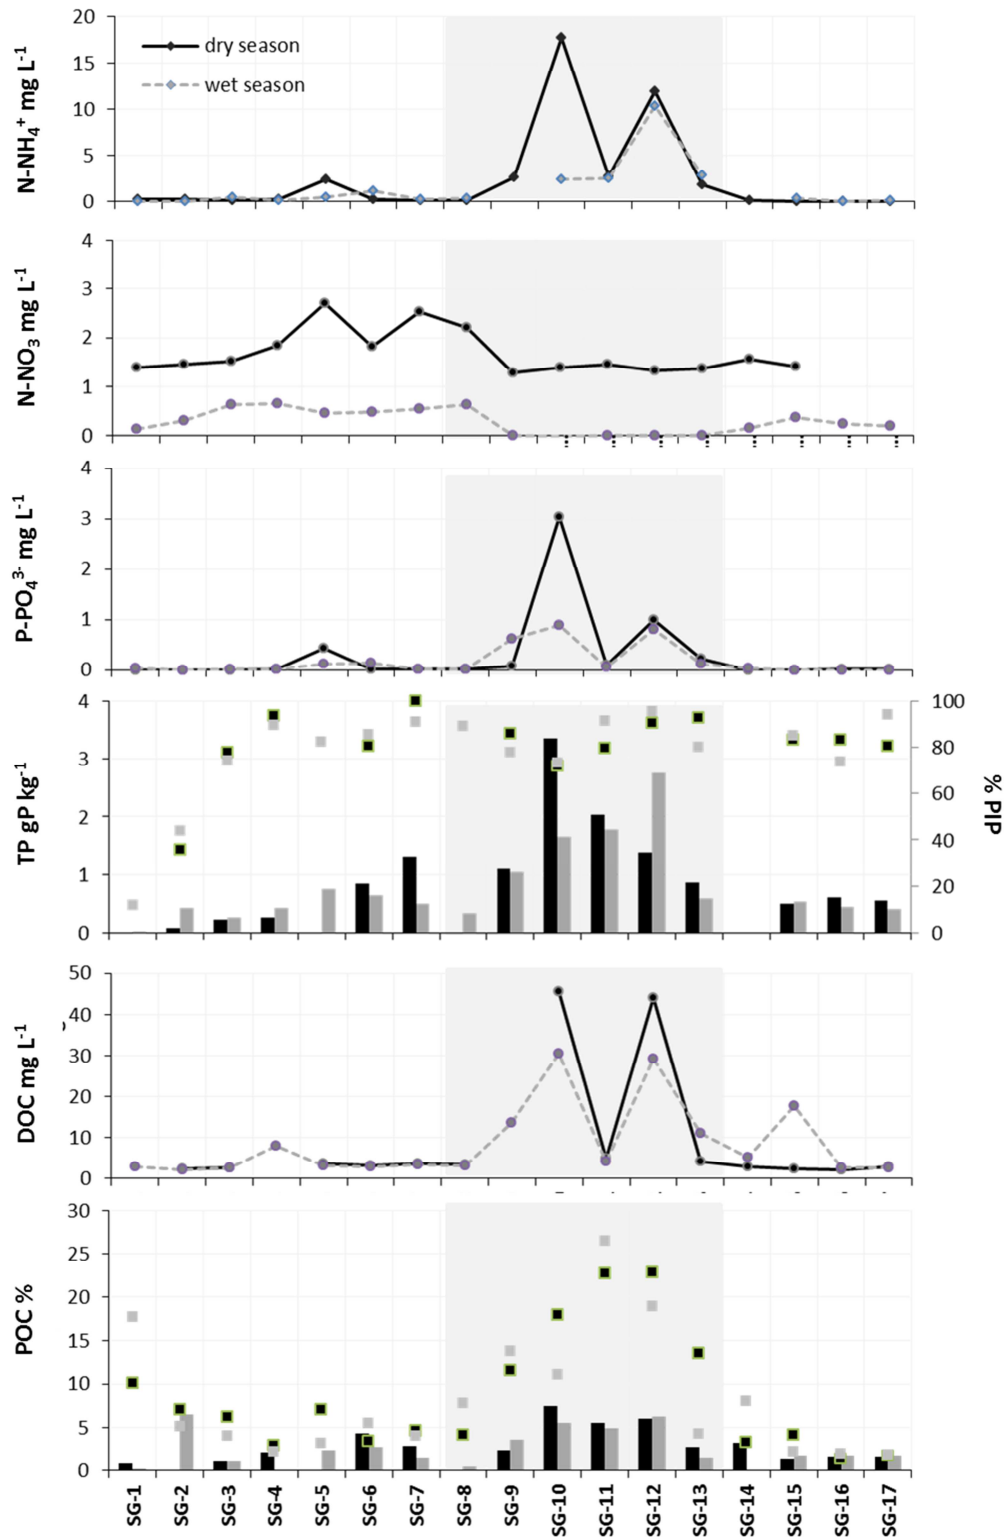 N-NH₄⁺ mg L⁻¹
20
15
10
5
0
dry season
wet season
N-NO₃ mg L⁻¹
4
3
2
1
0
P-PO₄³⁻ mg L⁻¹
4
3
2
1
0
TP gP kg⁻¹
4
3
2
1
0
100
80
60
40
20
0
% PIP
DOC mg L⁻¹
50
40
30
20
10
0
POC %
30
25
20
15
10
5
0
SG-1
SG-2
SG-3
SG-4
SG-5
SG-6
SG-7
SG-8
SG-9
SG-10
SG-11
SG-12
SG-13
SG-14
SG-15
SG-16
SG-17